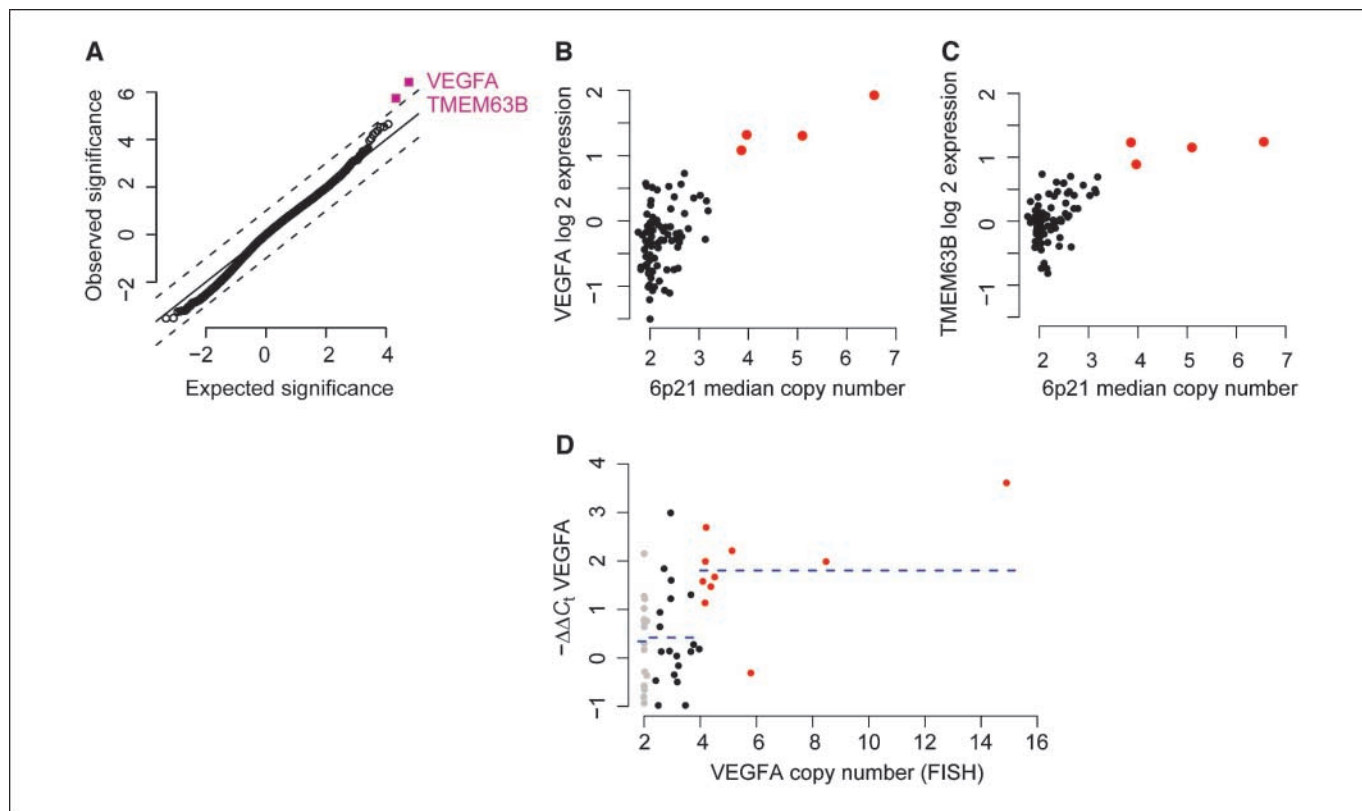 A
VEGFA
TMEM63B
Observed significance
6
4
2
0
−2
−2 0 2 4
Expected significance
B
VEGFA log 2 expression
2
1
0
−1
2 3 4 5 6 7
6p21 median copy number
C
TMEM63B log 2 expression
2
1
0
−1
2 3 4 5 6 7
6p21 median copy number
D
−ΔΔCt VEGFA
4
3
2
1
0
−1
2 4 6 8 10 12 14 16
VEGFA copy number (FISH)